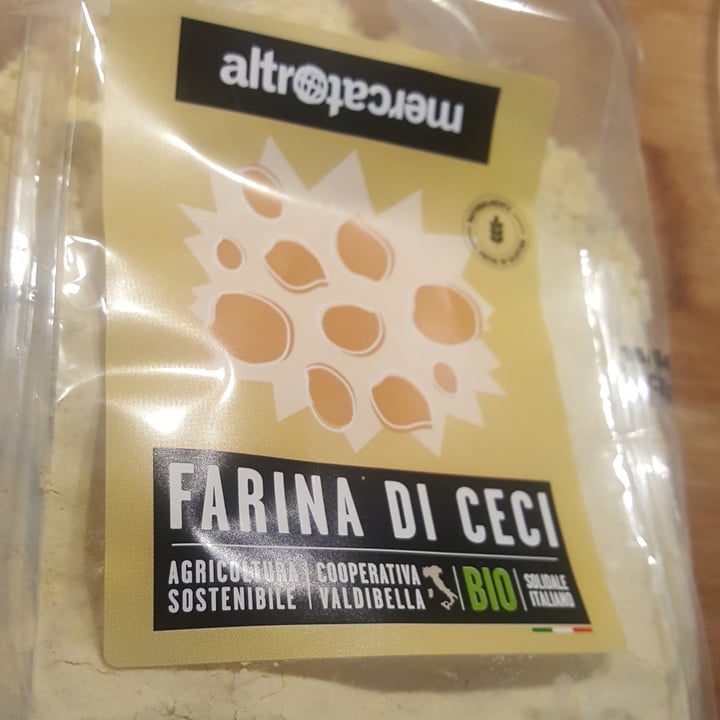 altromercato
FARINA DI CECI
AGRICOLTURA SOSTENIBILE
COOPERATIVA VALDIBELLA
BIO
SOLIDALE ITALIANO